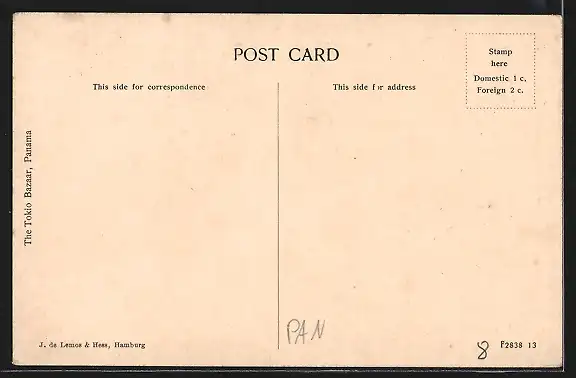 POST CARD
Stamp
here
Domestic 1 c,
Foreign 2 c.
This side for correspondence
This side for address
The Tokio Bazaar, Panama
PAN
J. de Lemos & Hess, Hamburg
8
F2838 13